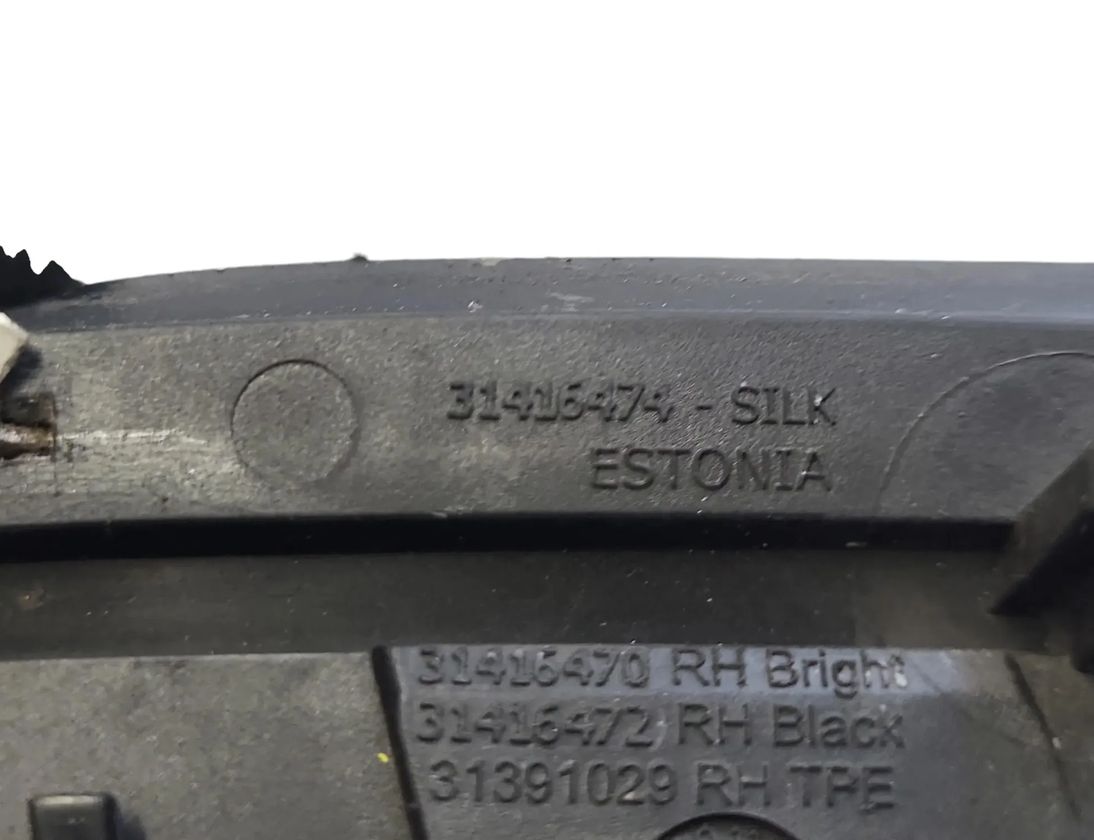 31416474 - SILK
ESTONIA
31416470 RH Bright
31416472 RH Black
31391029 RH TPE